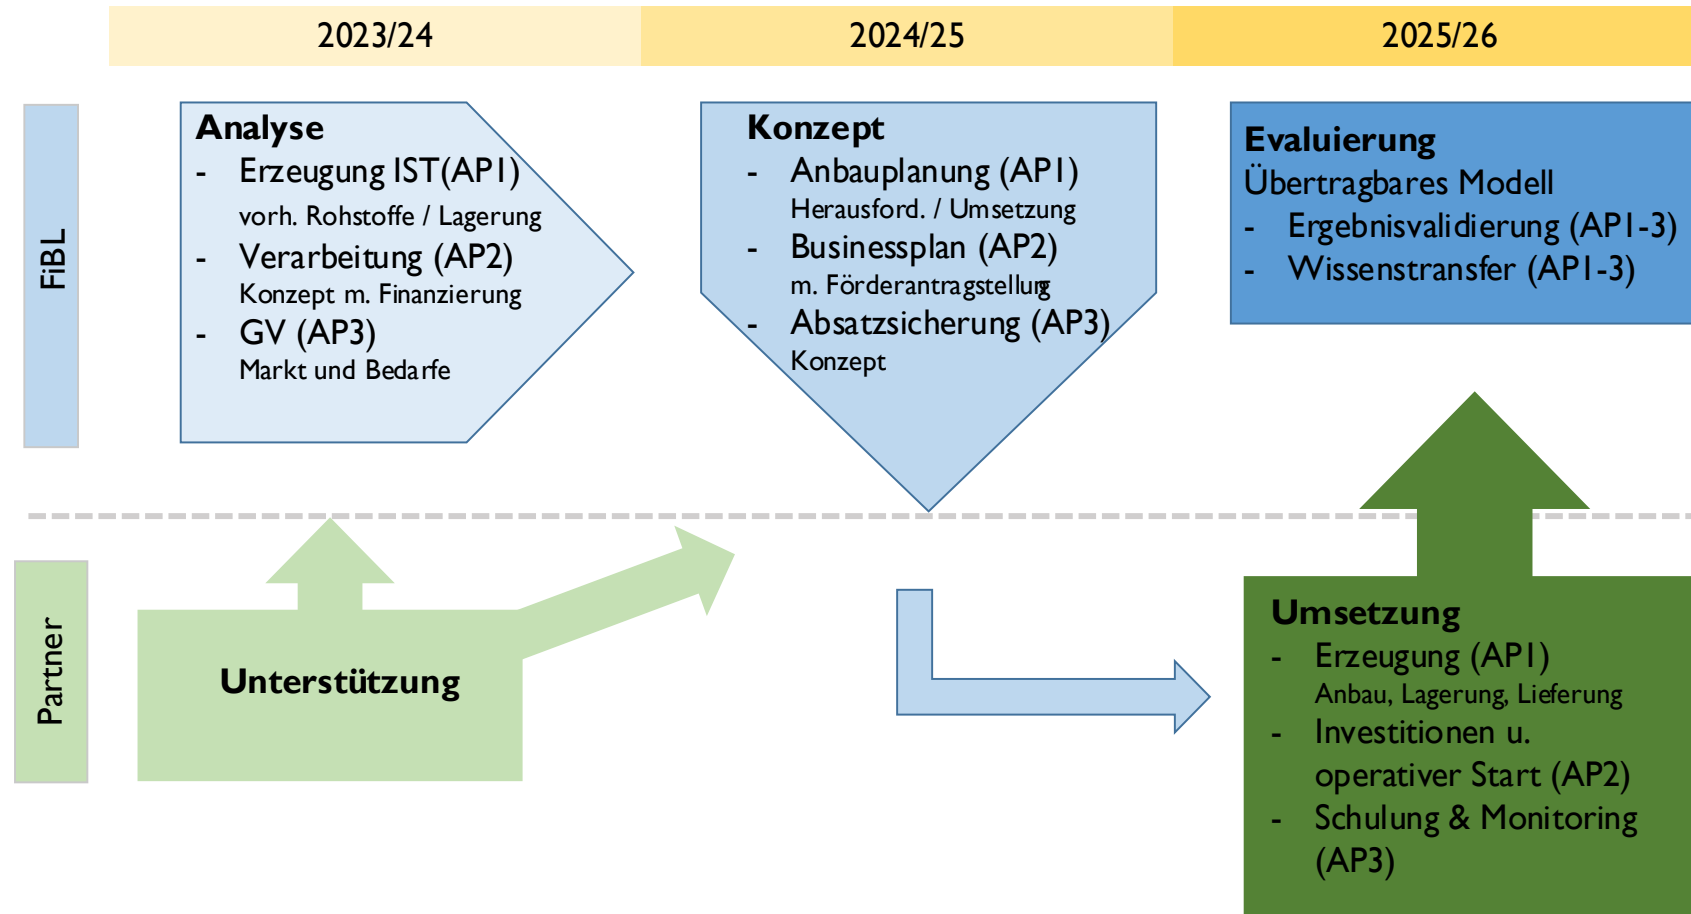 2023/24
2024/25
2025/26
FiBL
Analyse
- Erzeugung IST(AP1)
vorh. Rohstoffe / Lagerung
- Verarbeitung (AP2)
Konzept m. Finanzierung
- GV (AP3)
Markt und Bedarfe
Konzept
- Anbauplanung (AP1)
Herausford. / Umsetzung
- Businessplan (AP2)
m. Förderantragstellung
- Absatzsicherung (AP3)
Konzept
Evaluierung
Übertragbares Modell
- Ergebnisvalidierung (AP1-3)
- Wissenstransfer (AP1-3)
Partner
Unterstützung
Umsetzung
- Erzeugung (AP1)
Anbau, Lagerung, Lieferung
- Investitionen u.
operativer Start (AP2)
- Schulung & Monitoring
(AP3)